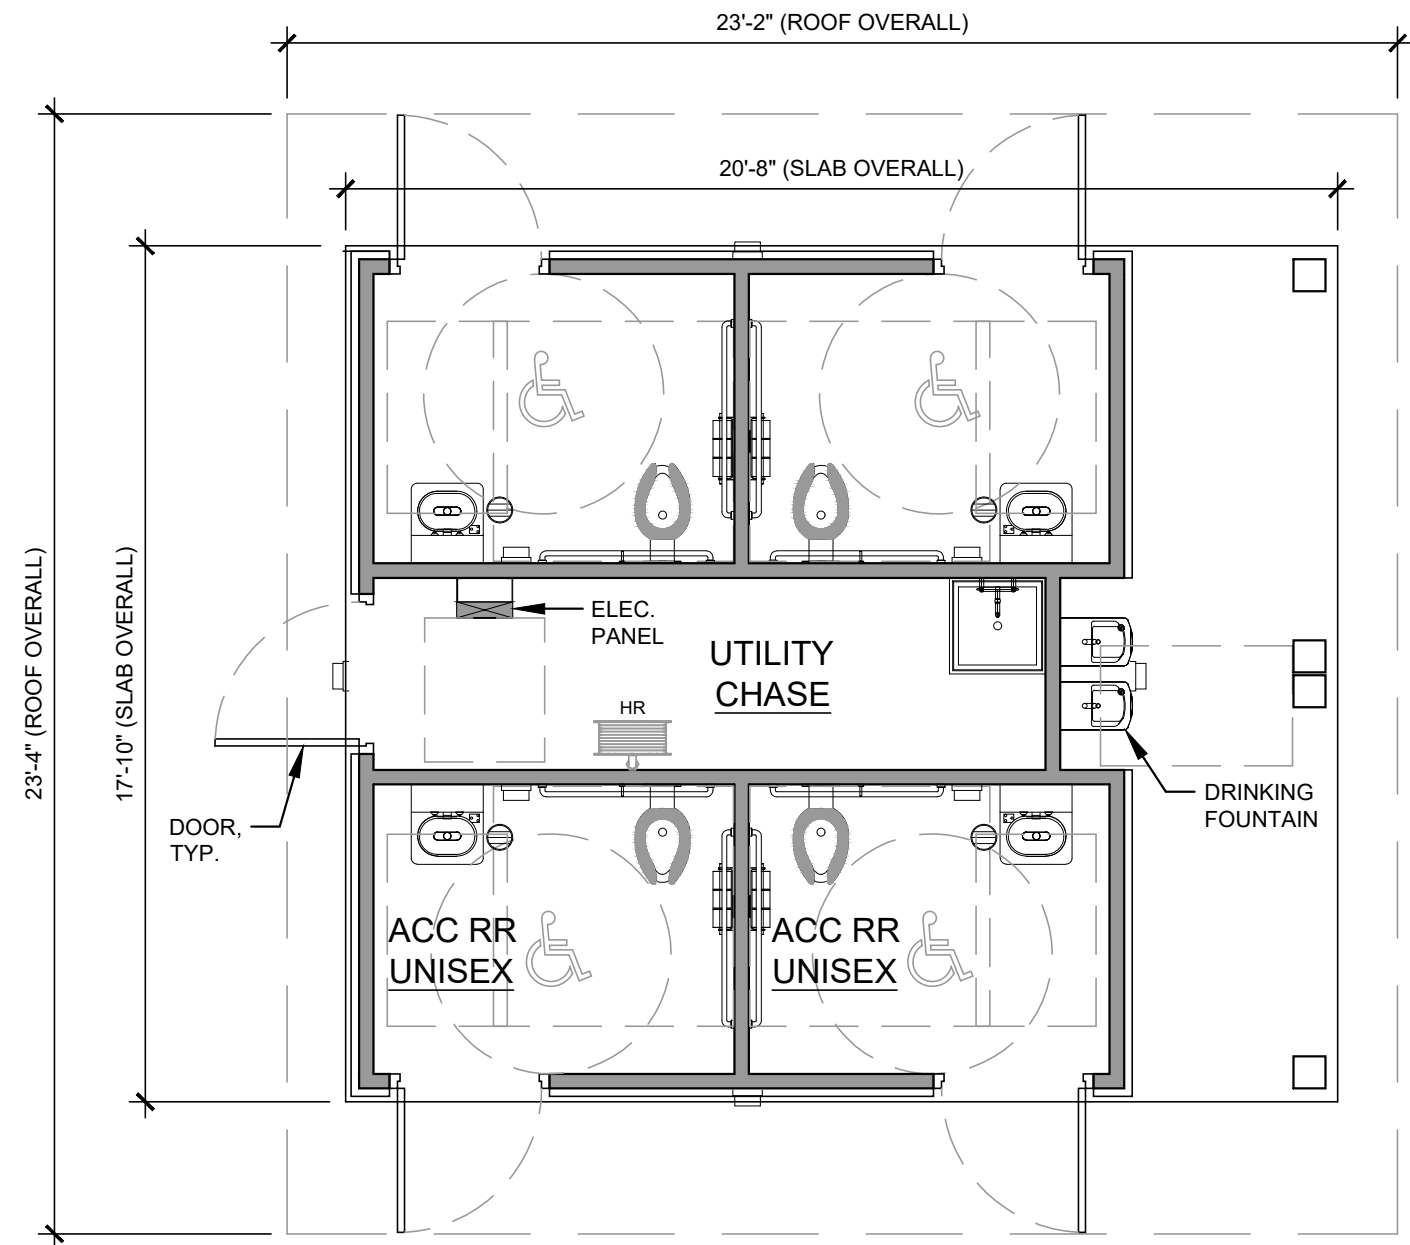 23'-2" (ROOF OVERALL)
20'-8" (SLAB OVERALL)
23'-4" (ROOF OVERALL)
17'-10" (SLAB OVERALL)
ELEC.
PANEL
UTILITY
CHASE
HR
DOOR,
TYP.
DRINKING
FOUNTAIN
ACC RR
UNISEX
ACC RR
UNISEX